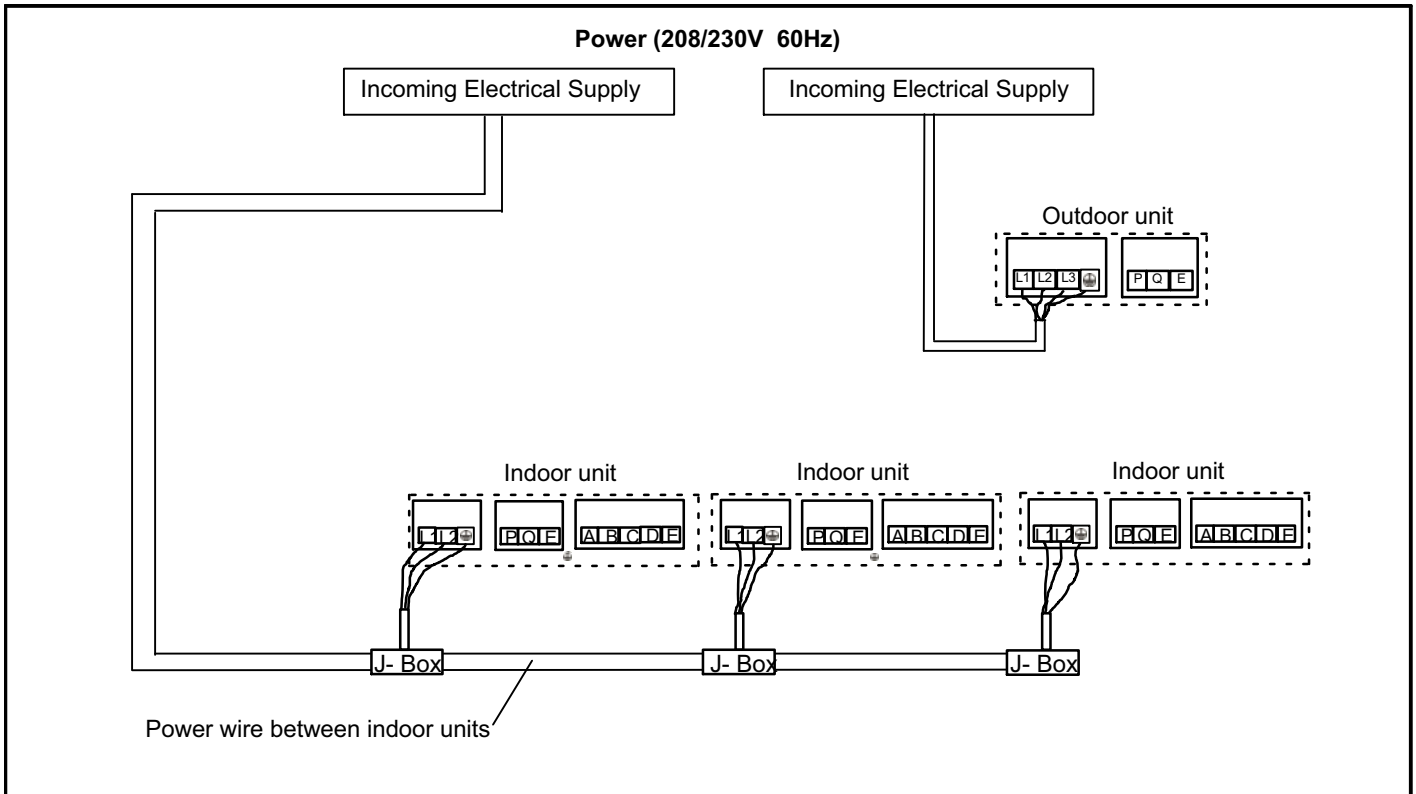 Power (208/230V 60Hz)
Incoming Electrical Supply
Incoming Electrical Supply
Outdoor unit
L1 L2 L3
P Q E
Indoor unit
Indoor unit
Indoor unit
L1 L2
P Q E
A B C D E
L1 L2
P Q E
A B C D E
L1 L2
P Q E
A B C D E
J- Box
J- Box
J- Box
Power wire between indoor units